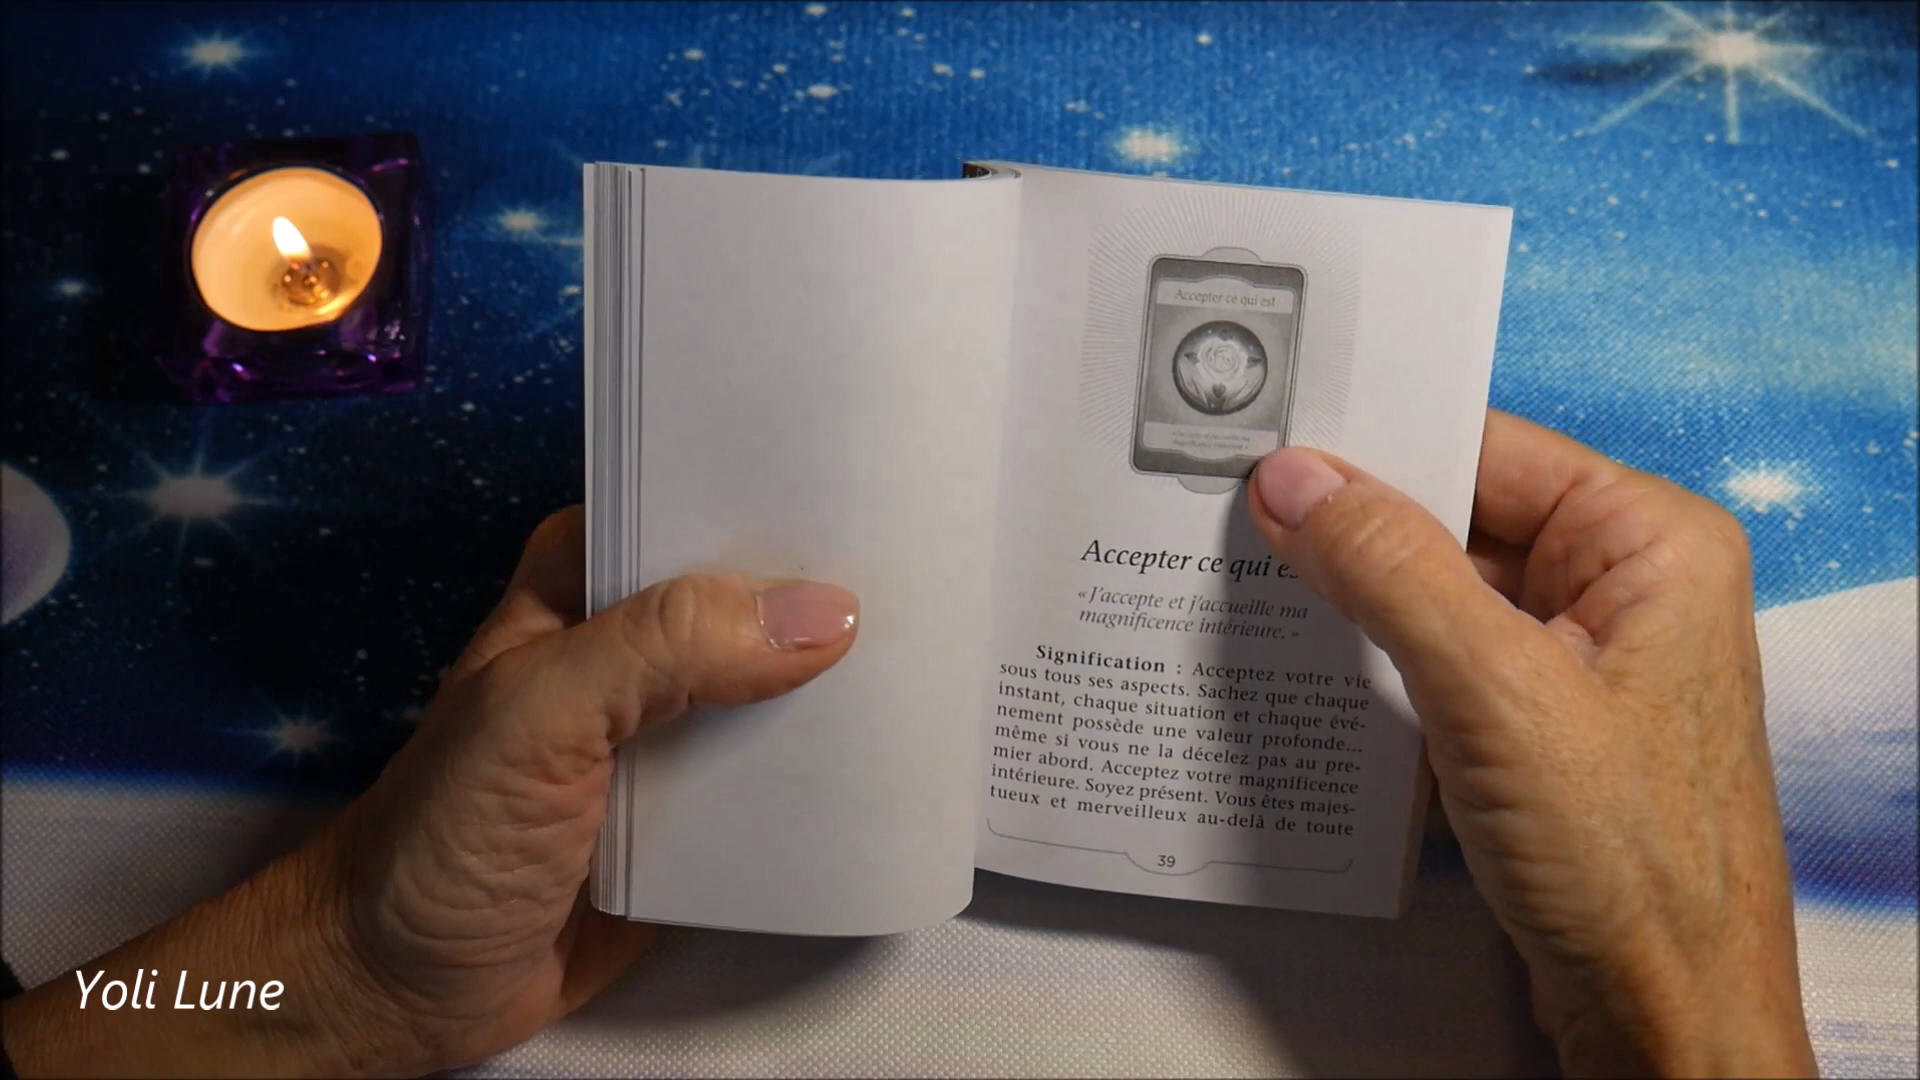 Accepter ce qui est
Accepter ce qui
« J'accepte et j'accueille ma
magnificence intérieure. »
Signification : Acceptez votre vie
sous tous ses aspects. Sachez que chaque
instant, chaque situation et chaque évé-
nement possède une valeur profonde...
même si vous ne la décelez pas au pre-
mier abord. Acceptez votre magnificence
intérieure. Soyez présent. Vous êtes majes-
tueux et merveilleux au-delà de toute
39
Yoli Lune